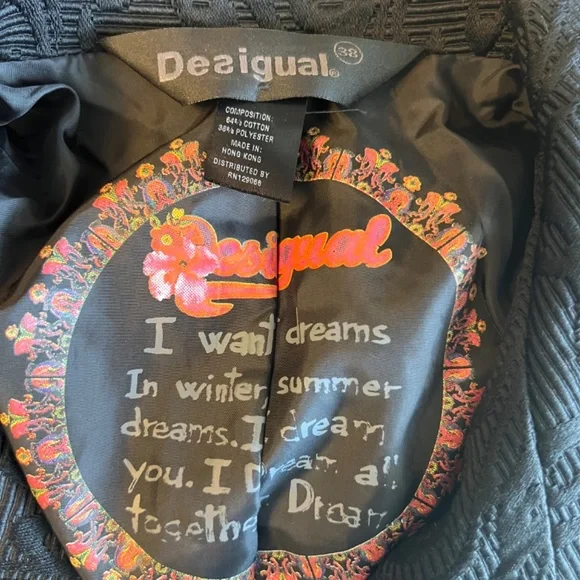 Desigual® 38
COMPOSITION:
64% COTTON
36% POLYESTER
MADE IN:
HONG KONG
DISTRIBUTED BY
RN129066
Desigual
I want dreams
In winter, summer
dreams. I dream
you. I Dream all
together Dream